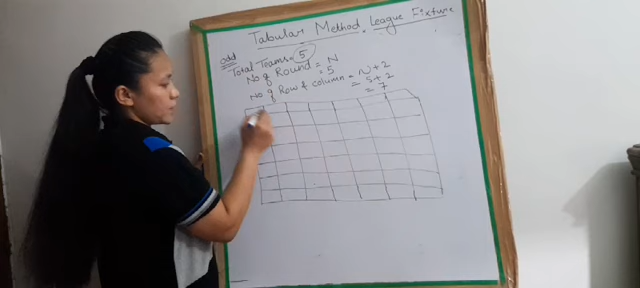 Tabular Method League Fixture
odd
Total Teams = 5
No of Round = N
= 5
No of Row & column = N + 2
= 5 + 2
= 7